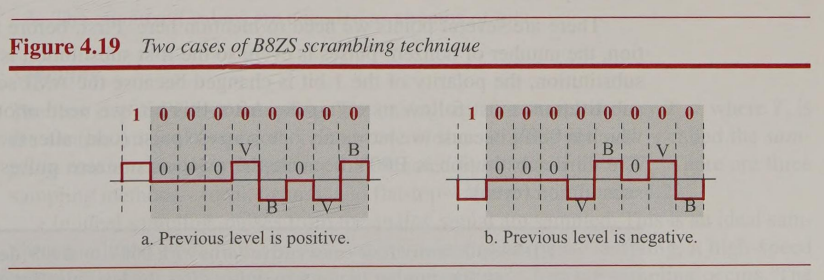 Figure 4.19 Two cases of B8ZS scrambling technique
1 0 0 0 0 0 0 0 0
V B
0 0 0 0
B V
a. Previous level is positive.
1 0 0 0 0 0 0 0 0
B V
0 0 0 0
V B
b. Previous level is negative.